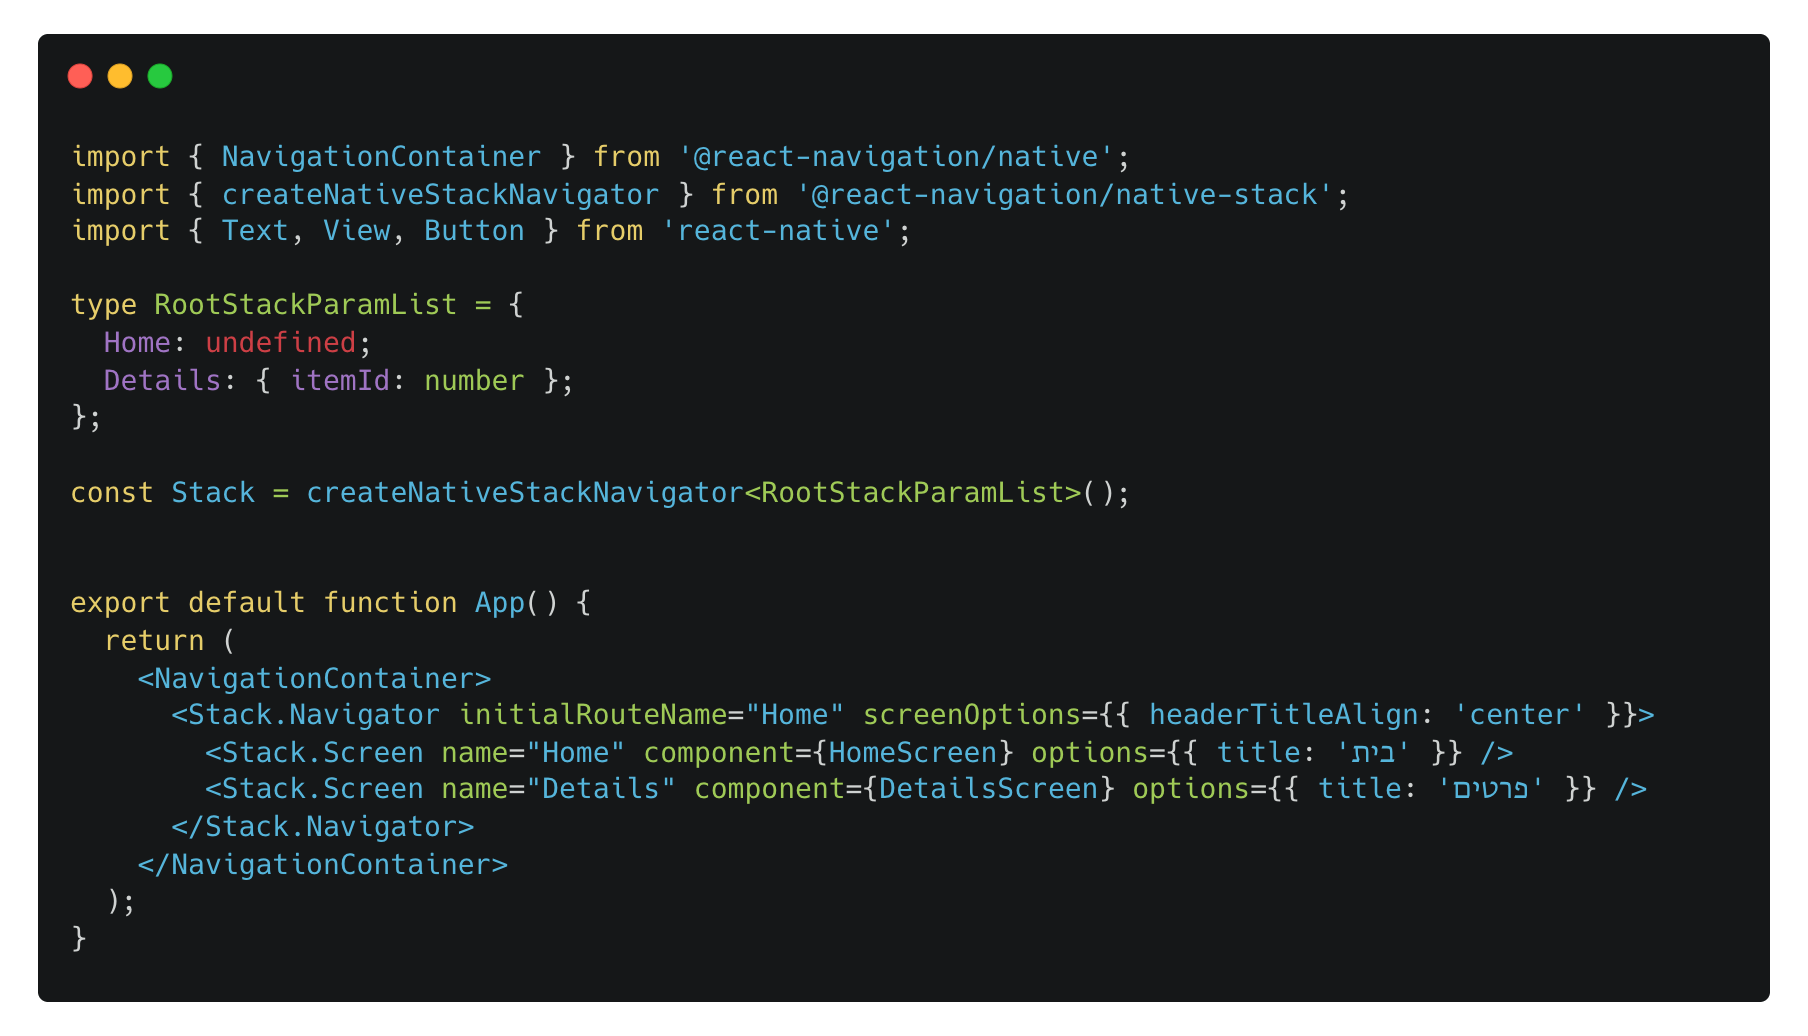 import { NavigationContainer } from '@react-navigation/native';
import { createNativeStackNavigator } from '@react-navigation/native-stack';
import { Text, View, Button } from 'react-native';
type RootStackParamList = {
  Home: undefined;
  Details: { itemId: number };
};
const Stack = createNativeStackNavigator<RootStackParamList>();
export default function App() {
  return (
    <NavigationContainer>
      <Stack.Navigator initialRouteName="Home" screenOptions={{ headerTitleAlign: 'center' }}>
        <Stack.Screen name="Home" component={HomeScreen} options={{ title: 'בית' }} />
        <Stack.Screen name="Details" component={DetailsScreen} options={{ title: 'פרטים' }} />
      </Stack.Navigator>
    </NavigationContainer>
  );
}